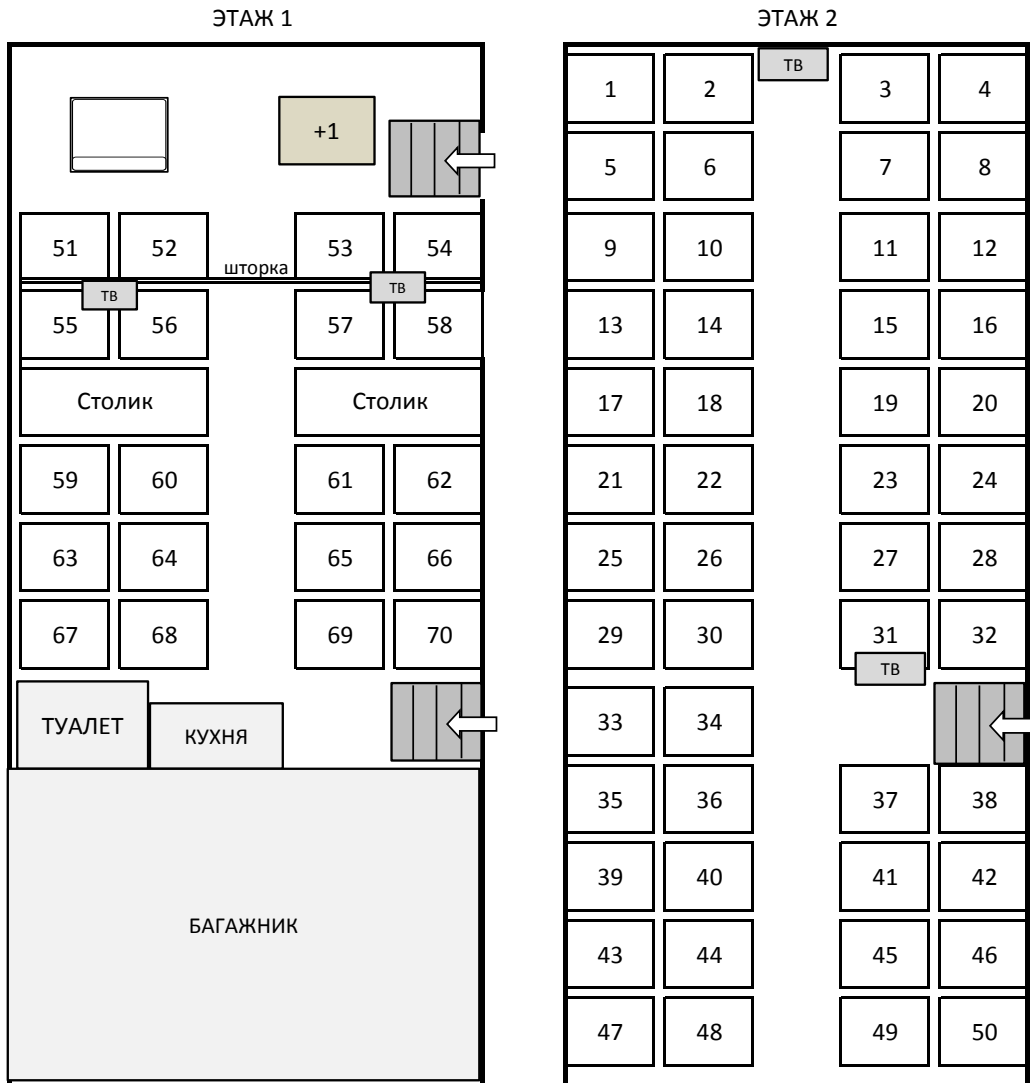 ЭТАЖ 1
+1
51 52 53 54
шторка
ТВ ТВ
55 56 57 58
Столик Столик
59 60 61 62
63 64 65 66
67 68 69 70
ТУАЛЕТ КУХНЯ
БАГАЖНИК
ЭТАЖ 2
ТВ
1 2 3 4
5 6 7 8
9 10 11 12
13 14 15 16
17 18 19 20
21 22 23 24
25 26 27 28
29 30 31 32
ТВ
33 34
35 36 37 38
39 40 41 42
43 44 45 46
47 48 49 50